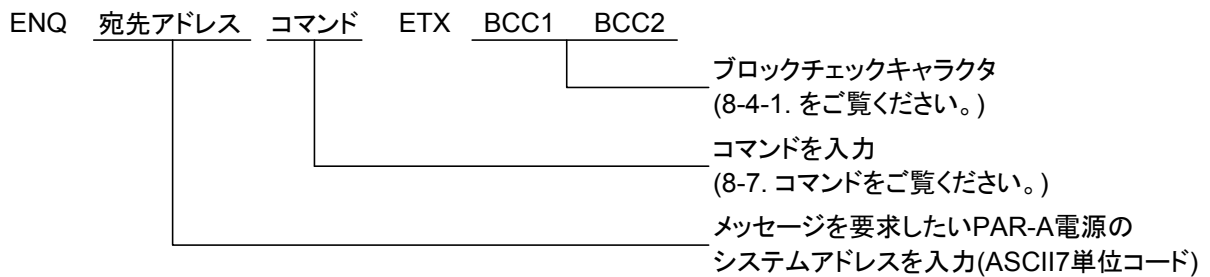 ENQ 宛先アドレス コマンド ETX BCC1 BCC2
ブロックチェックキャラクタ
(8-4-1. をご覧ください。)
コマンドを入力
(8-7. コマンドをご覧ください。)
メッセージを要求したいPAR-A電源の
システムアドレスを入力(ASCII7単位コード)